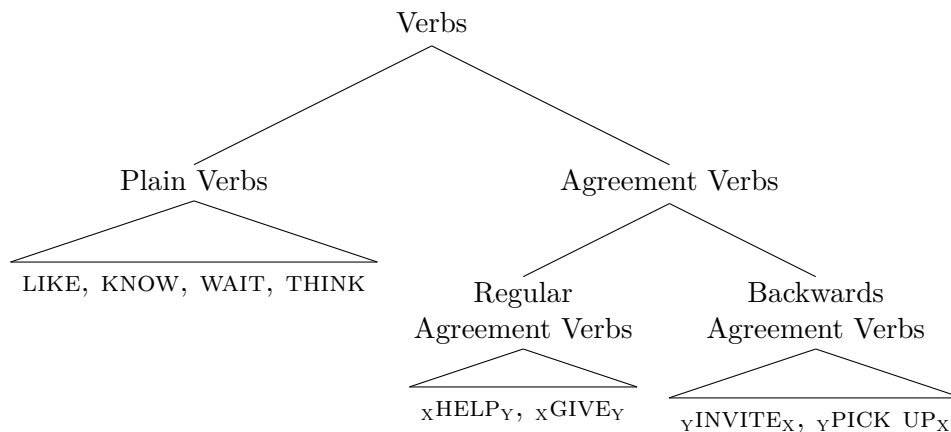 Verbs
Plain Verbs
Agreement Verbs
LIKE, KNOW, WAIT, THINK
Regular
Agreement Verbs
Backwards
Agreement Verbs
XHELPY, XGIVEY
YINVITEX, YPICK UPX